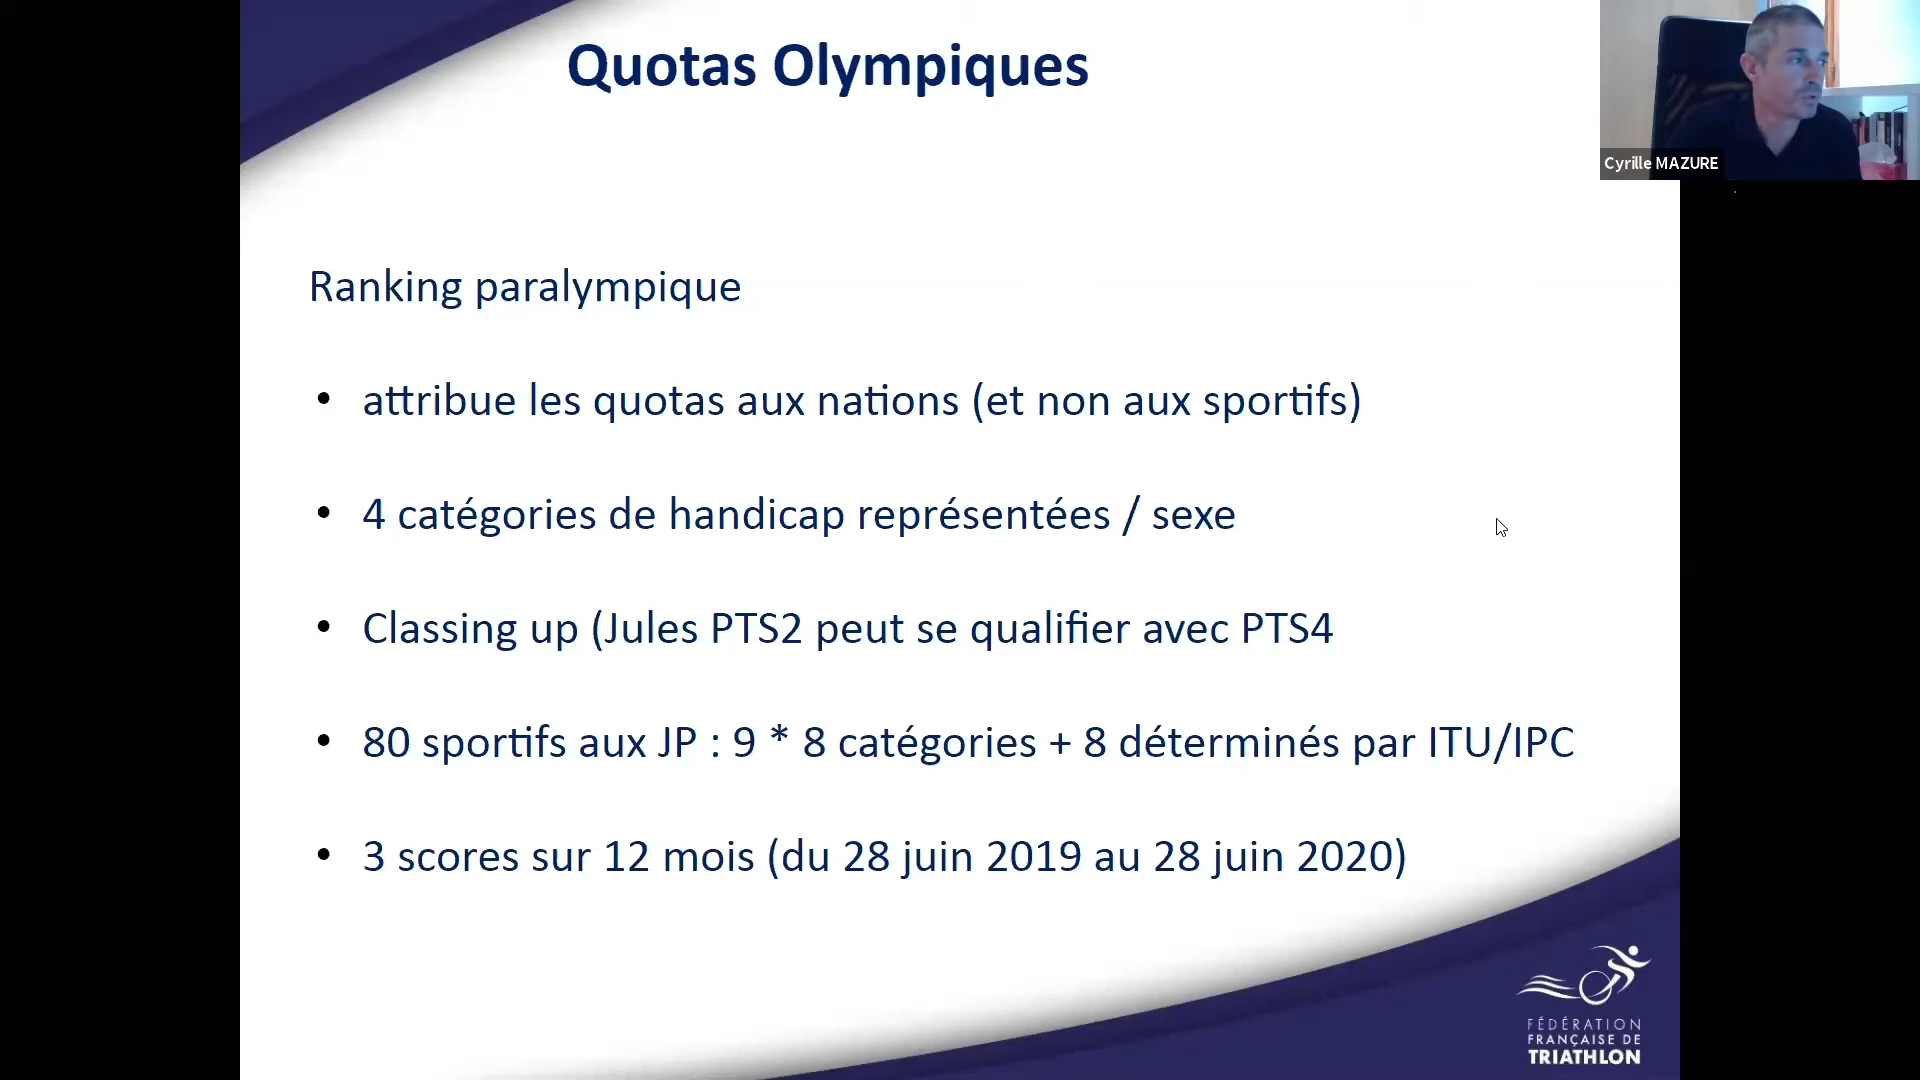 Quotas Olympiques
Cyrille MAZURE
Ranking paralympique
• attribue les quotas aux nations (et non aux sportifs)
• 4 catégories de handicap représentées / sexe
• Classing up (Jules PTS2 peut se qualifier avec PTS4
• 80 sportifs aux JP : 9 * 8 catégories + 8 déterminés par ITU/IPC
• 3 scores sur 12 mois (du 28 juin 2019 au 28 juin 2020)
FÉDÉRATION
FRANÇAISE DE
TRIATHLON